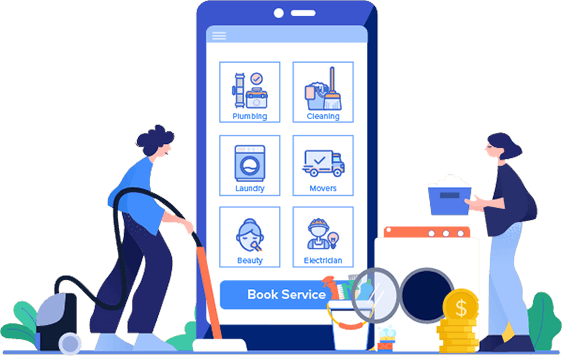 Plumbing
Cleaning
Laundry
Movers
Beauty
Electrician
Book Service
$